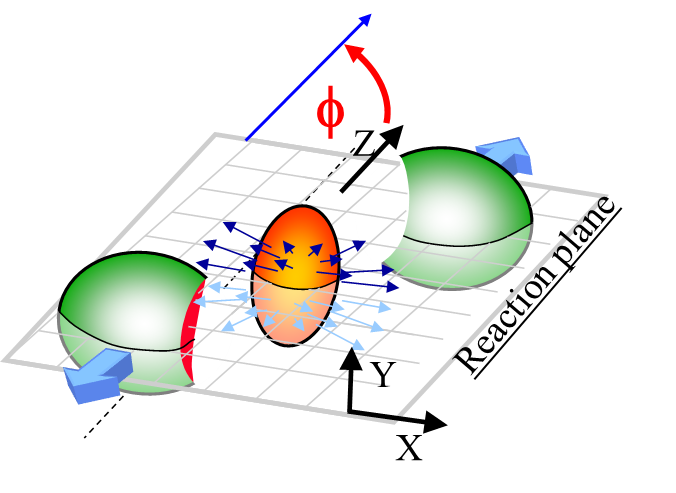 ϕ
Z
Reaction plane
Y
X